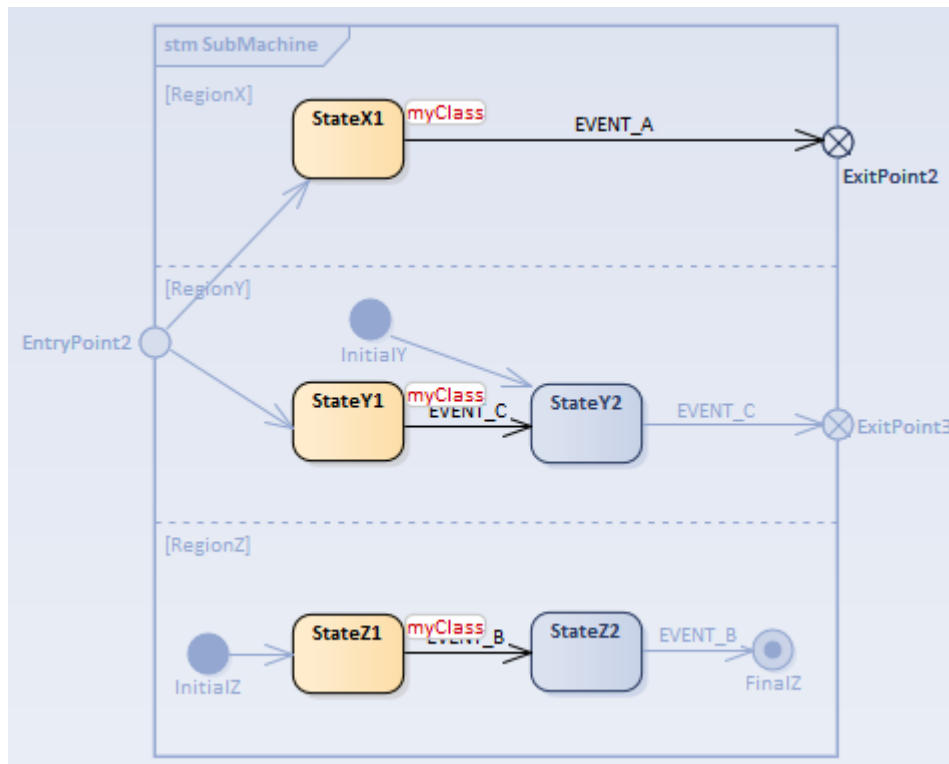 stm SubMachine
[RegionX]
StateX1
myClass
EVENT_A
ExitPoint2
[RegionY]
EntryPoint2
InitialY
StateY1
myClass
EVENT_C
StateY2
EVENT_C
ExitPoint3
[RegionZ]
StateZ1
myClass
EVENT_B
StateZ2
EVENT_B
InitialZ
FinalZ